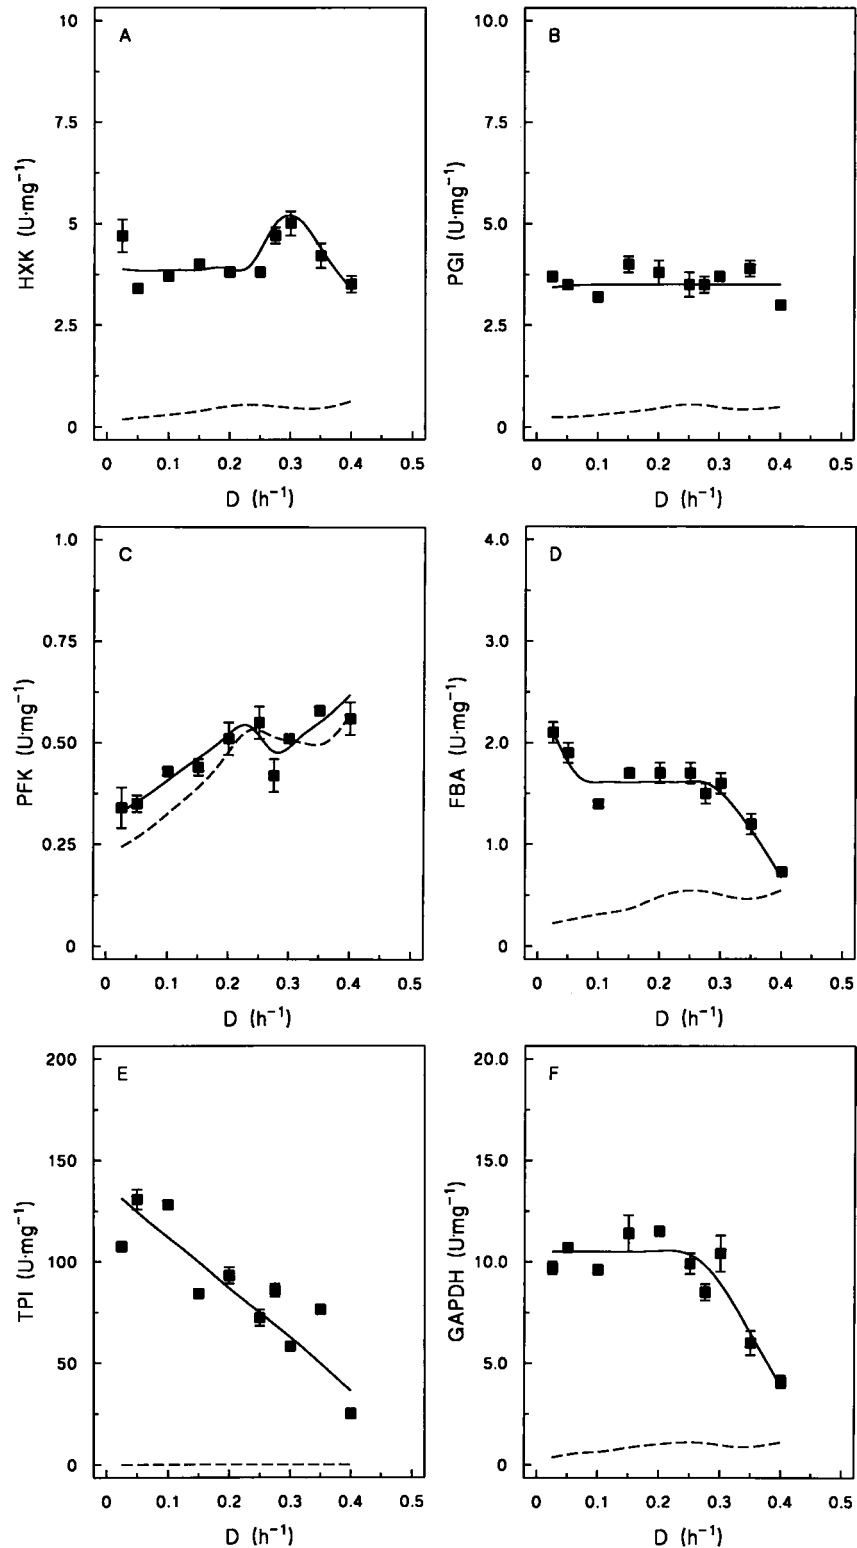 A
10
7.5
5
2.5
0
HXK (U·mg⁻¹)
0 0.1 0.2 0.3 0.4 0.5
D (h⁻¹)
B
10.0
7.5
5.0
2.5
0
PGI (U·mg⁻¹)
0 0.1 0.2 0.3 0.4 0.5
D (h⁻¹)
C
1.0
0.75
0.50
0.25
0
PFK (U·mg⁻¹)
0 0.1 0.2 0.3 0.4 0.5
D (h⁻¹)
D
4.0
3.0
2.0
1.0
0
FBA (U·mg⁻¹)
0 0.1 0.2 0.3 0.4 0.5
D (h⁻¹)
E
200
150
100
50
0
TPI (U·mg⁻¹)
0 0.1 0.2 0.3 0.4 0.5
D (h⁻¹)
F
20.0
15.0
10.0
5.0
0
GAPDH (U·mg⁻¹)
0 0.1 0.2 0.3 0.4 0.5
D (h⁻¹)